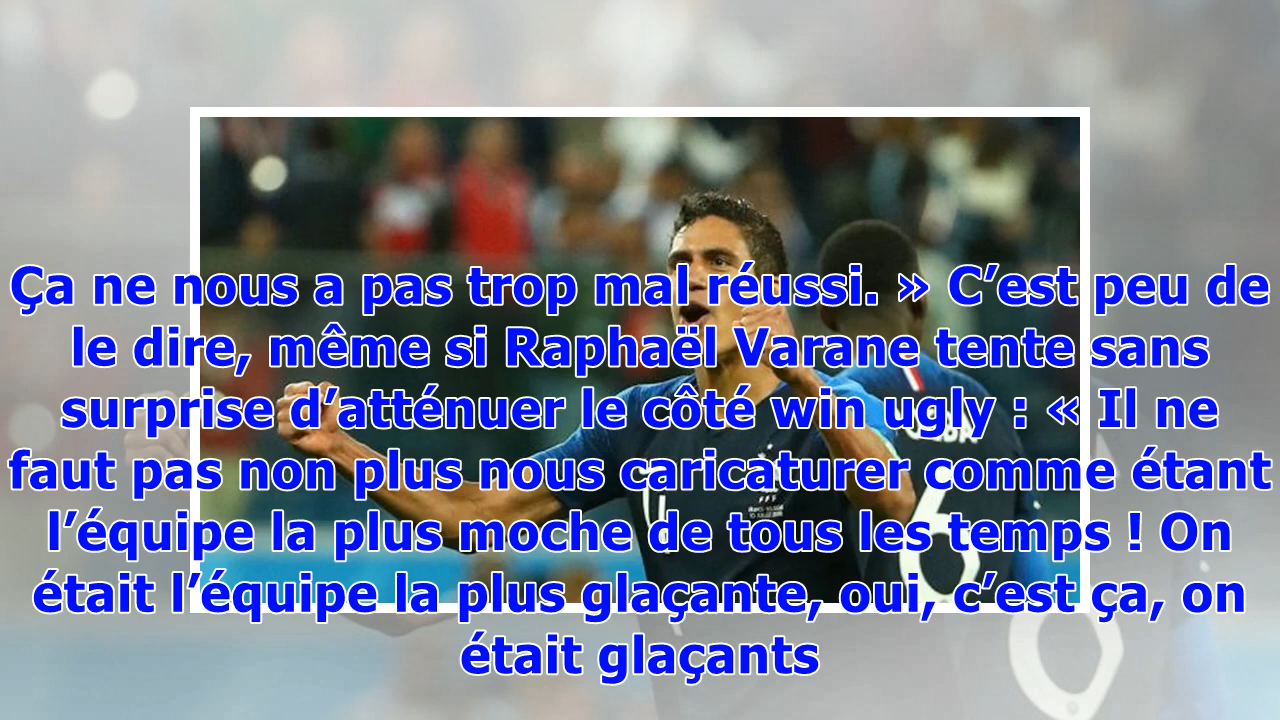 Ça ne nous a pas trop mal réussi. » C’est peu de
le dire, même si Raphaël Varane tente sans
surprise d’atténuer le côté win ugly : « Il ne
faut pas non plus nous caricaturer comme étant
l’équipe la plus moche de tous les temps ! On
était l’équipe la plus glaçante, oui, c’est ça, on
était glaçants
6